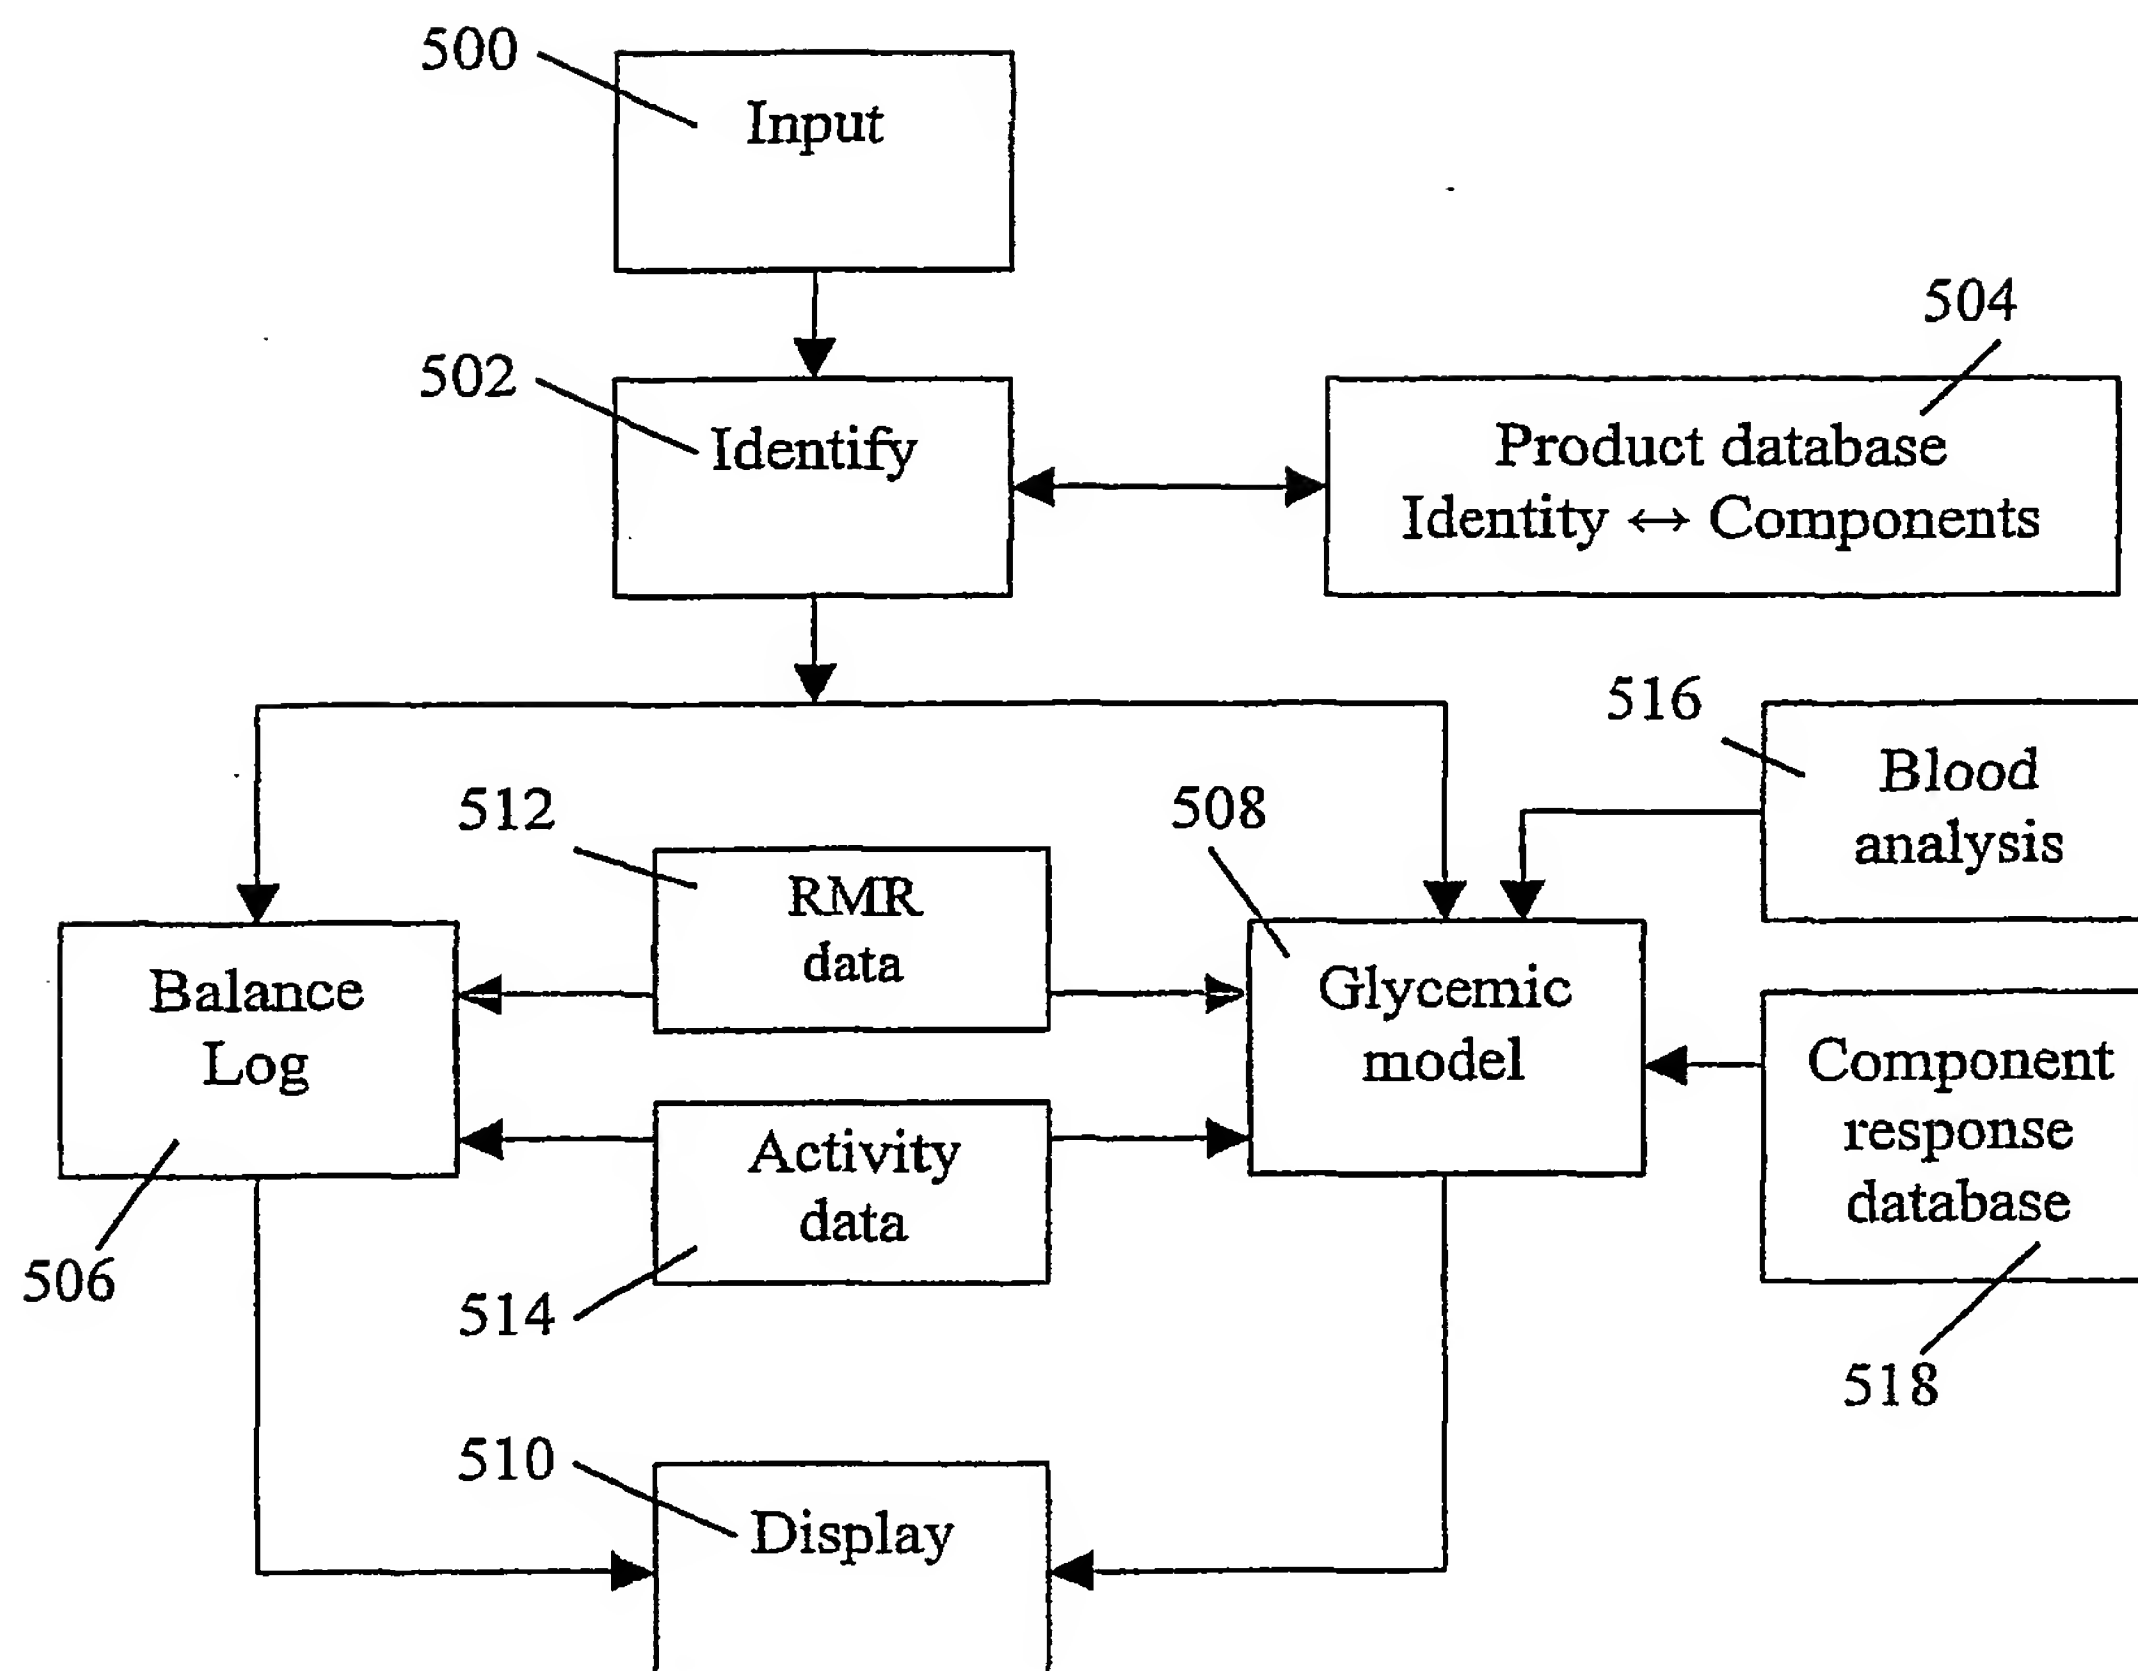 500
Input
504
502
Identify
Product database
Identity ↔ Components
516
Blood
analysis
512
508
RMR
data
Balance
Log
Glycemic
model
Component
response
database
Activity
data
506
514
518
510
Display